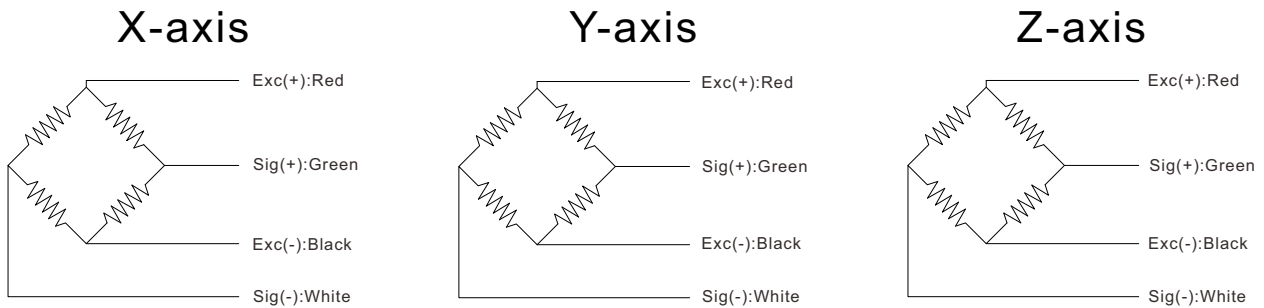 X-axis
Exc(+):Red
Sig(+):Green
Exc(-):Black
Sig(-):White
Y-axis
Exc(+):Red
Sig(+):Green
Exc(-):Black
Sig(-):White
Z-axis
Exc(+):Red
Sig(+):Green
Exc(-):Black
Sig(-):White